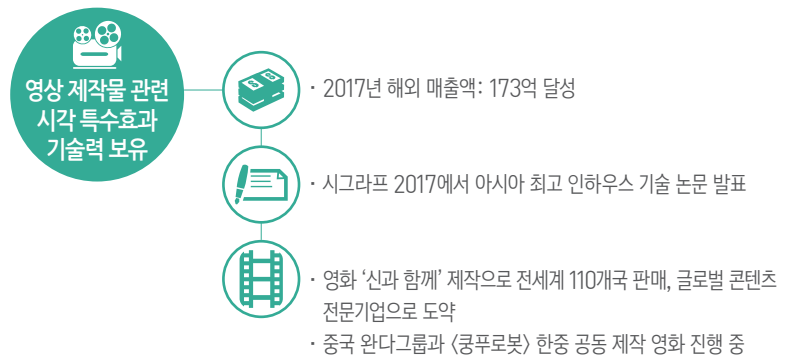 영상 제작물 관련
시각 특수효과
기술력 보유
· 2017년 해외 매출액: 173억 달성
· 시그라프 2017에서 아시아 최고 인하우스 기술 논문 발표
· 영화 ‘신과 함께’ 제작으로 전세계 110개국 판매, 글로벌 콘텐츠
전문기업으로 도약
· 중국 완다그룹과 〈쿵푸로봇〉 한중 공동 제작 영화 진행 중